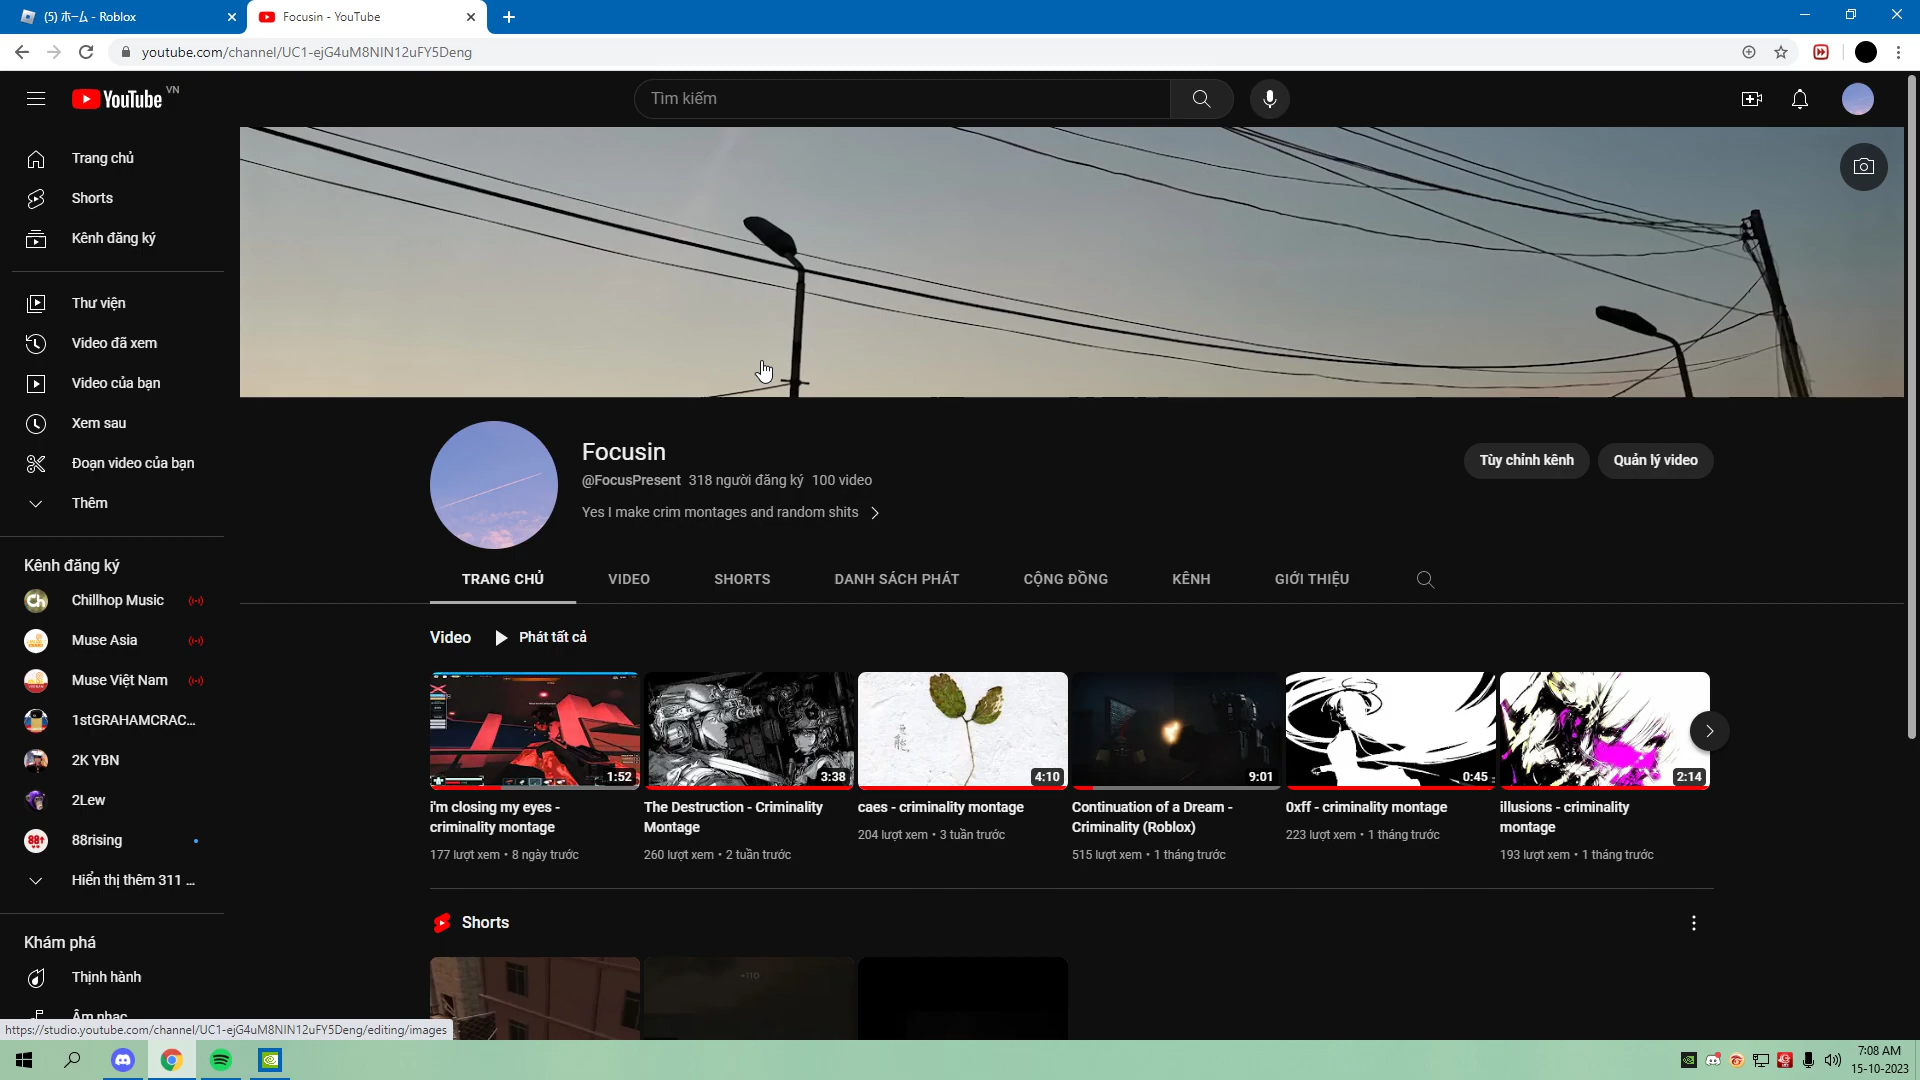 (5) ホーム - Roblox
Focusin - YouTube
youtube.com/channel/UC1-ejG4uM8NIN12uFY5Deng
YouTube VN
Tìm kiếm
Trang chủ
Shorts
Kênh đăng ký
Thư viện
Video đã xem
Video của bạn
Xem sau
Đoạn video của bạn
Thêm
Kênh đăng ký
Chillhop Music
Muse Asia
Muse Việt Nam
1stGRAHAMCRAC...
2K YBN
2Lew
88rising
Hiển thị thêm 311 ...
Khám phá
Thịnh hành
Âm nhạc
Focusin
@FocusPresent 318 người đăng ký 100 video
Yes I make crim montages and random shits
Tùy chỉnh kênh
Quản lý video
TRANG CHỦ VIDEO SHORTS DANH SÁCH PHÁT CỘNG ĐỒNG KÊNH GIỚI THIỆU
Video Phát tất cả
1:52
i'm closing my eyes -
criminality montage
177 lượt xem • 8 ngày trước
3:38
The Destruction - Criminality
Montage
260 lượt xem • 2 tuần trước
4:10
caes - criminality montage
204 lượt xem • 3 tuần trước
9:01
Continuation of a Dream -
Criminality (Roblox)
515 lượt xem • 1 tháng trước
0:45
0xff - criminality montage
223 lượt xem • 1 tháng trước
2:14
illusions - criminality
montage
193 lượt xem • 1 tháng trước
Shorts
+110
https://studio.youtube.com/channel/UC1-ejG4uM8NIN12uFY5Deng/editing/images
7:08 AM
15-10-2023